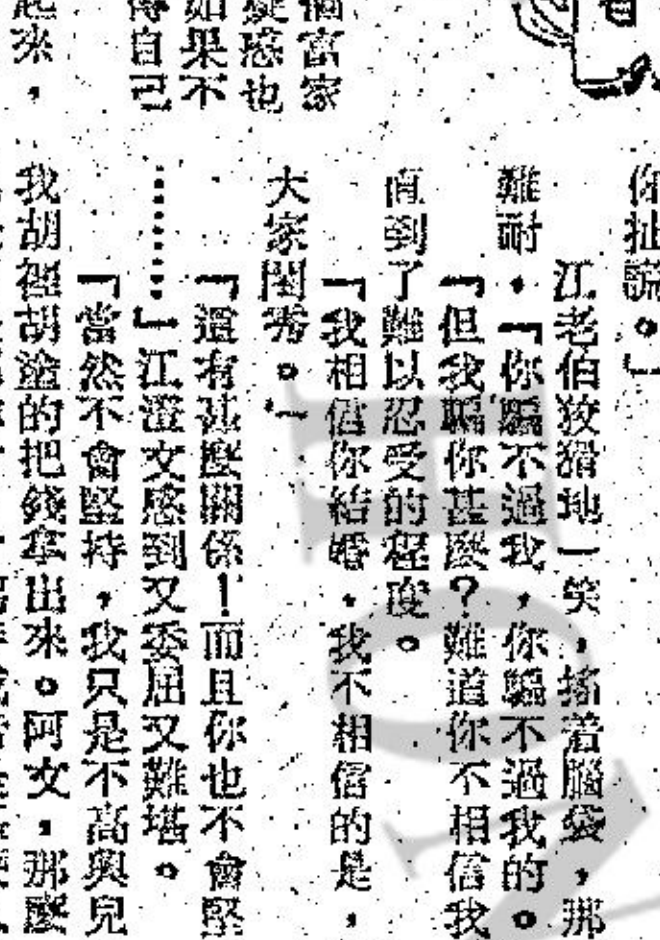 你扯謊。」
江老伯狡猾地一笑，搖着腦袋，那
難耐，「你騙不過我，你騙不過我的。
「但我騙你甚麼？難道你不相信我
直到了難以忍受的程度。
「我相信你結婚，我不相信的是，
大家閨秀。」
「還有甚麼關係！而且你也不會堅
………」江澄文感到又委屈又難堪。
「當然不會堅持，我只是不高興兒
我胡裡胡塗的把錢拿出來。阿文，那麼
個富家
疑惑也
如果不
自己
起來，